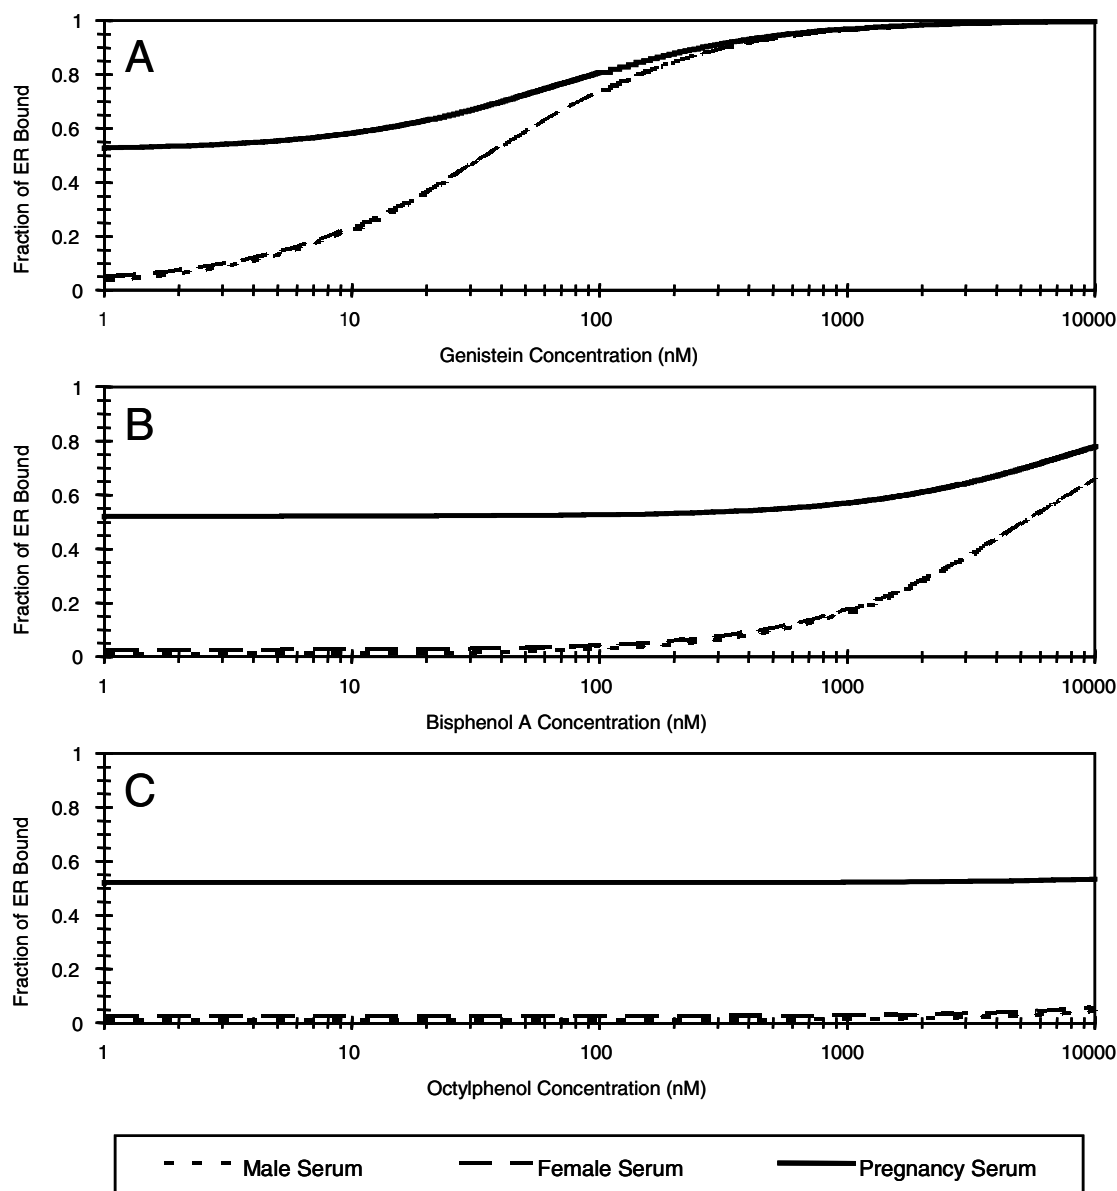 A
Fraction of ER Bound
1
0.8
0.6
0.4
0.2
0
1 10 100 1000 10000
Genistein Concentration (nM)
B
Fraction of ER Bound
1
0.8
0.6
0.4
0.2
0
1 10 100 1000 10000
Bisphenol A Concentration (nM)
C
Fraction of ER Bound
1
0.8
0.6
0.4
0.2
0
1 10 100 1000 10000
Octylphenol Concentration (nM)
Male Serum Female Serum Pregnancy Serum